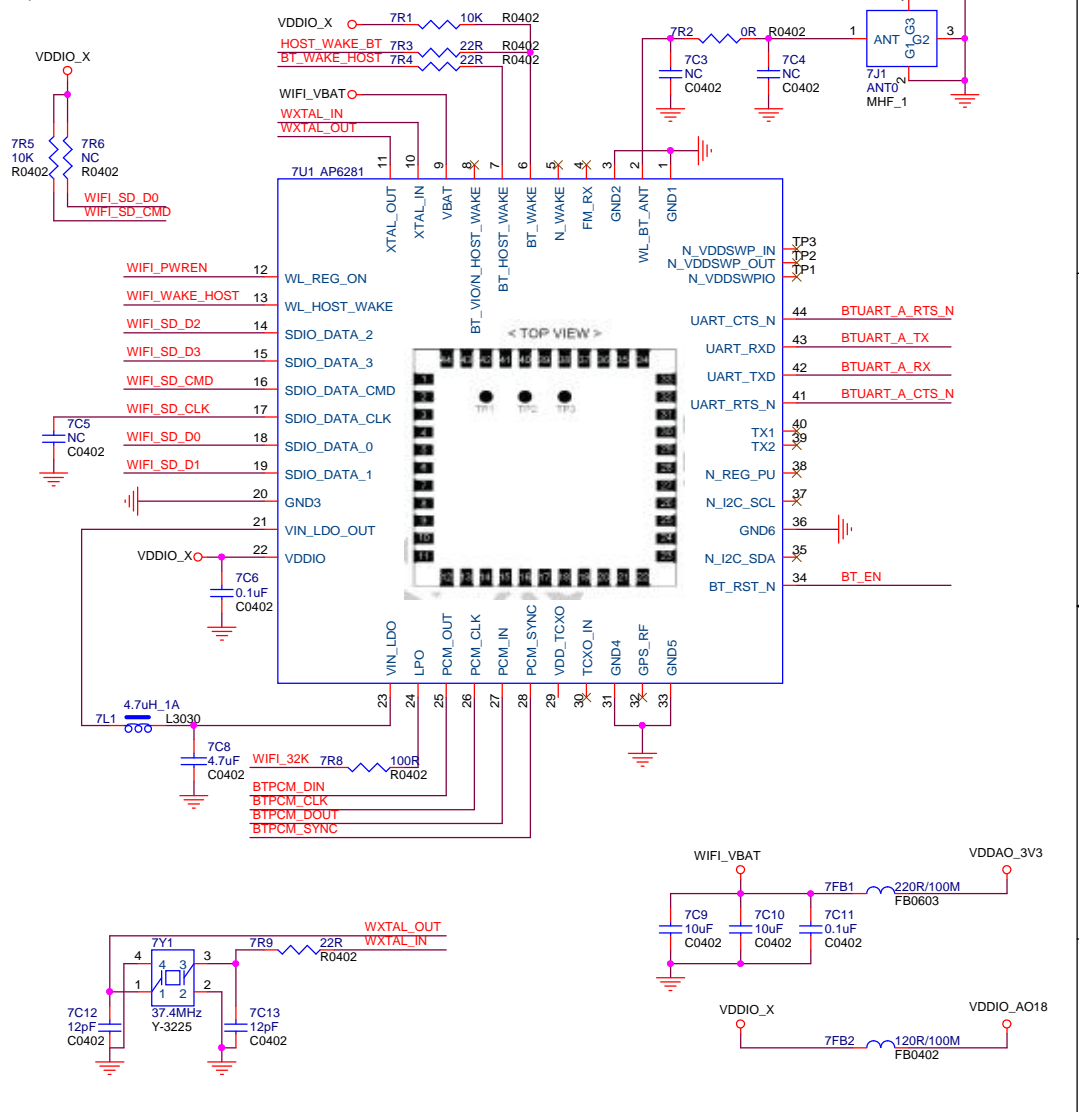 VDDIO_X 7R1 10K R0402
HOST_WAKE_BT 7R3 22R R0402
BT_WAKE_HOST 7R4 22R R0402
WIFI_VBAT
WXTAL_IN
WXTAL_OUT
7R2 0R R0402
7C3
NC
C0402
7C4
NC
C0402
1 ANT G1 G3 G2 3
2
7J1
ANT0
MHF_1
VDDIO_X
7R5
10K
R0402
7R6
NC
R0402
WIFI_SD_D0
WIFI_SD_CMD
7U1 AP6281
11 10 9 8 7 6 5 4 3 2 1
XTAL_OUT
XTAL_IN
VBAT
BT_VIO/N_HOST_WAKE
BT_HOST_WAKE
BT_WAKE
N_WAKE
FM_RX
GND2
WL_BT_ANT
GND1
WIFI_PWREN 12 WL_REG_ON
WIFI_WAKE_HOST 13 WL_HOST_WAKE
WIFI_SD_D2 14 SDIO_DATA_2
WIFI_SD_D3 15 SDIO_DATA_3
WIFI_SD_CMD 16 SDIO_DATA_CMD
WIFI_SD_CLK 17 SDIO_DATA_CLK
WIFI_SD_D0 18 SDIO_DATA_0
WIFI_SD_D1 19 SDIO_DATA_1
20 GND3
21 VIN_LDO_OUT
VDDIO_X 22 VDDIO
7C5
NC
C0402
7C6
0.1uF
C0402
< TOP VIEW >
TP1 TP2 TP3
N_VDDSWP_IN TP3
N_VDDSWP_OUT TP2
N_VDDSWPIO TP1
UART_CTS_N 44 BTUART_A_RTS_N
UART_RXD 43 BTUART_A_TX
UART_TXD 42 BTUART_A_RX
UART_RTS_N 41 BTUART_A_CTS_N
TX1 40
TX2 39
N_REG_PU 38
N_I2C_SCL 37
GND6 36
N_I2C_SDA 35
BT_RST_N 34 BT_EN
VIN_LDO
LPO
PCM_OUT
PCM_CLK
PCM_IN
PCM_SYNC
VDD_TCXO
TCXO_IN
GND4
GPS_RF
GND5
23 24 25 26 27 28 29 30 31 32 33
4.7uH_1A
7L1 L3030
7C8
4.7uF
C0402
WIFI_32K 7R8 100R
R0402
BTPCM_DIN
BTPCM_CLK
BTPCM_DOUT
BTPCM_SYNC
WXTAL_OUT
WXTAL_IN
7R9 22R
R0402
7Y1
4 4 3 3
1 1 2 2
37.4MHz
Y-3225
7C12
12pF
C0402
7C13
12pF
C0402
WIFI_VBAT
VDDAO_3V3
7FB1 220R/100M
FB0603
7C9
10uF
C0402
7C10
10uF
C0402
7C11
0.1uF
C0402
VDDIO_X
VDDIO_AO18
7FB2 120R/100M
FB0402